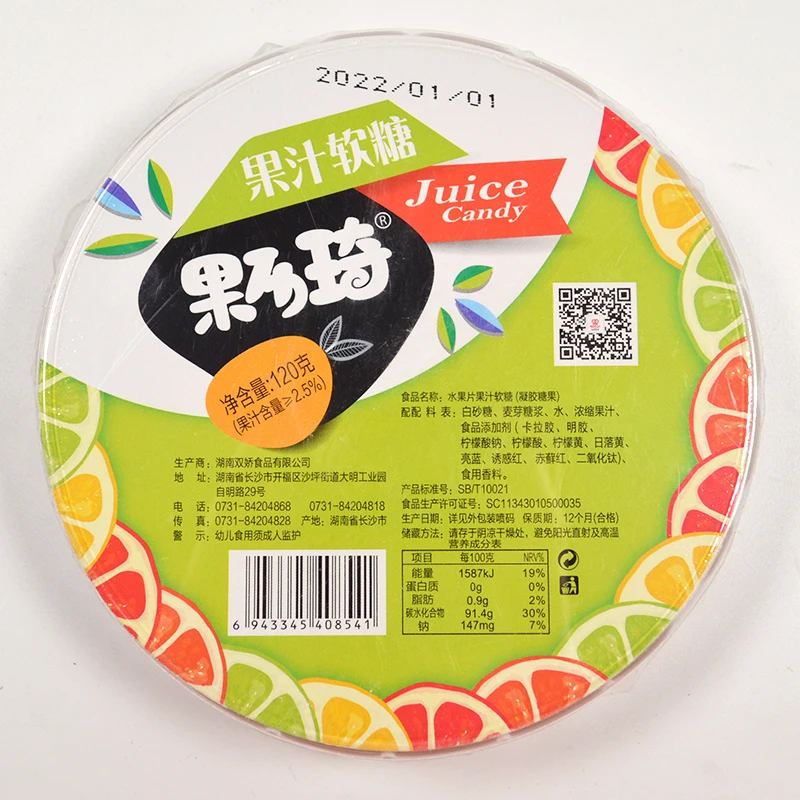 2022/01/01
果汁软糖
Juice
Candy
果乡琦®
净含量:120克
(果汁含量≥2.5%)
食品名称: 水果片果汁软糖 (凝胶糖果)
配配 料 表: 白砂糖、麦芽糖浆、水、浓缩果汁、
食品添加剂 ( 卡拉胶、明胶、
柠檬酸钠、柠檬酸、柠檬黄、日落黄、
亮蓝、诱惑红、 赤藓红、二氧化钛)、
食用香料。
产品标准号: SB/T10021
食品生产许可证号: SC11343010500035
生产日期: 详见外包装喷码 保质期: 12个月(合格)
储藏方法: 请存于阴凉干燥处, 避免阳光直射及高温
生产商: 湖南双娇食品有限公司
地 址: 湖南省长沙市开福区沙坪街道大明工业园
自明路29号
电 话: 0731-84204868 0731-84204818
传 真: 0731-84204828 产地: 湖南省长沙市
警 示: 幼儿食用须成人监护
营养成分表
项目 每100克 NRV%
能量 1587kJ 19%
蛋白质 0g 0%
脂肪 0.9g 2%
碳水化合物 91.4g 30%
钠 147mg 7%
6 943345 408541